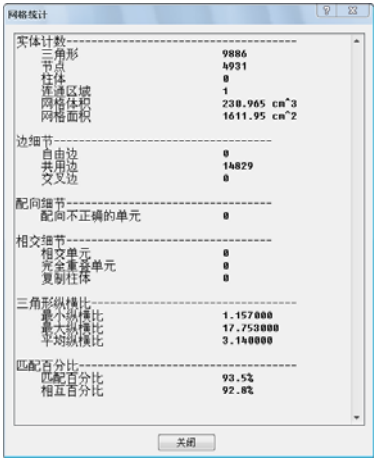 网格统计
实体计数--------------------------------------
三角形 9886
节点 4931
柱体 0
连通区域 1
网格体积 230.965 cm^3
网格面积 1611.95 cm^2
边细节-----------------------------------
自由边 0
共用边 14829
交叉边 0
配向细节----------------------------------
配向不正确的单元 0
相交细节----------------------------------
相交单元 0
完全重叠单元 0
复制柱体 0
三角形纵横比-----------------------------------
最小纵横比 1.157000
最大纵横比 17.753000
平均纵横比 3.140000
匹配百分比-------------------------------------
匹配百分比 93.5%
相互百分比 92.8%
关闭